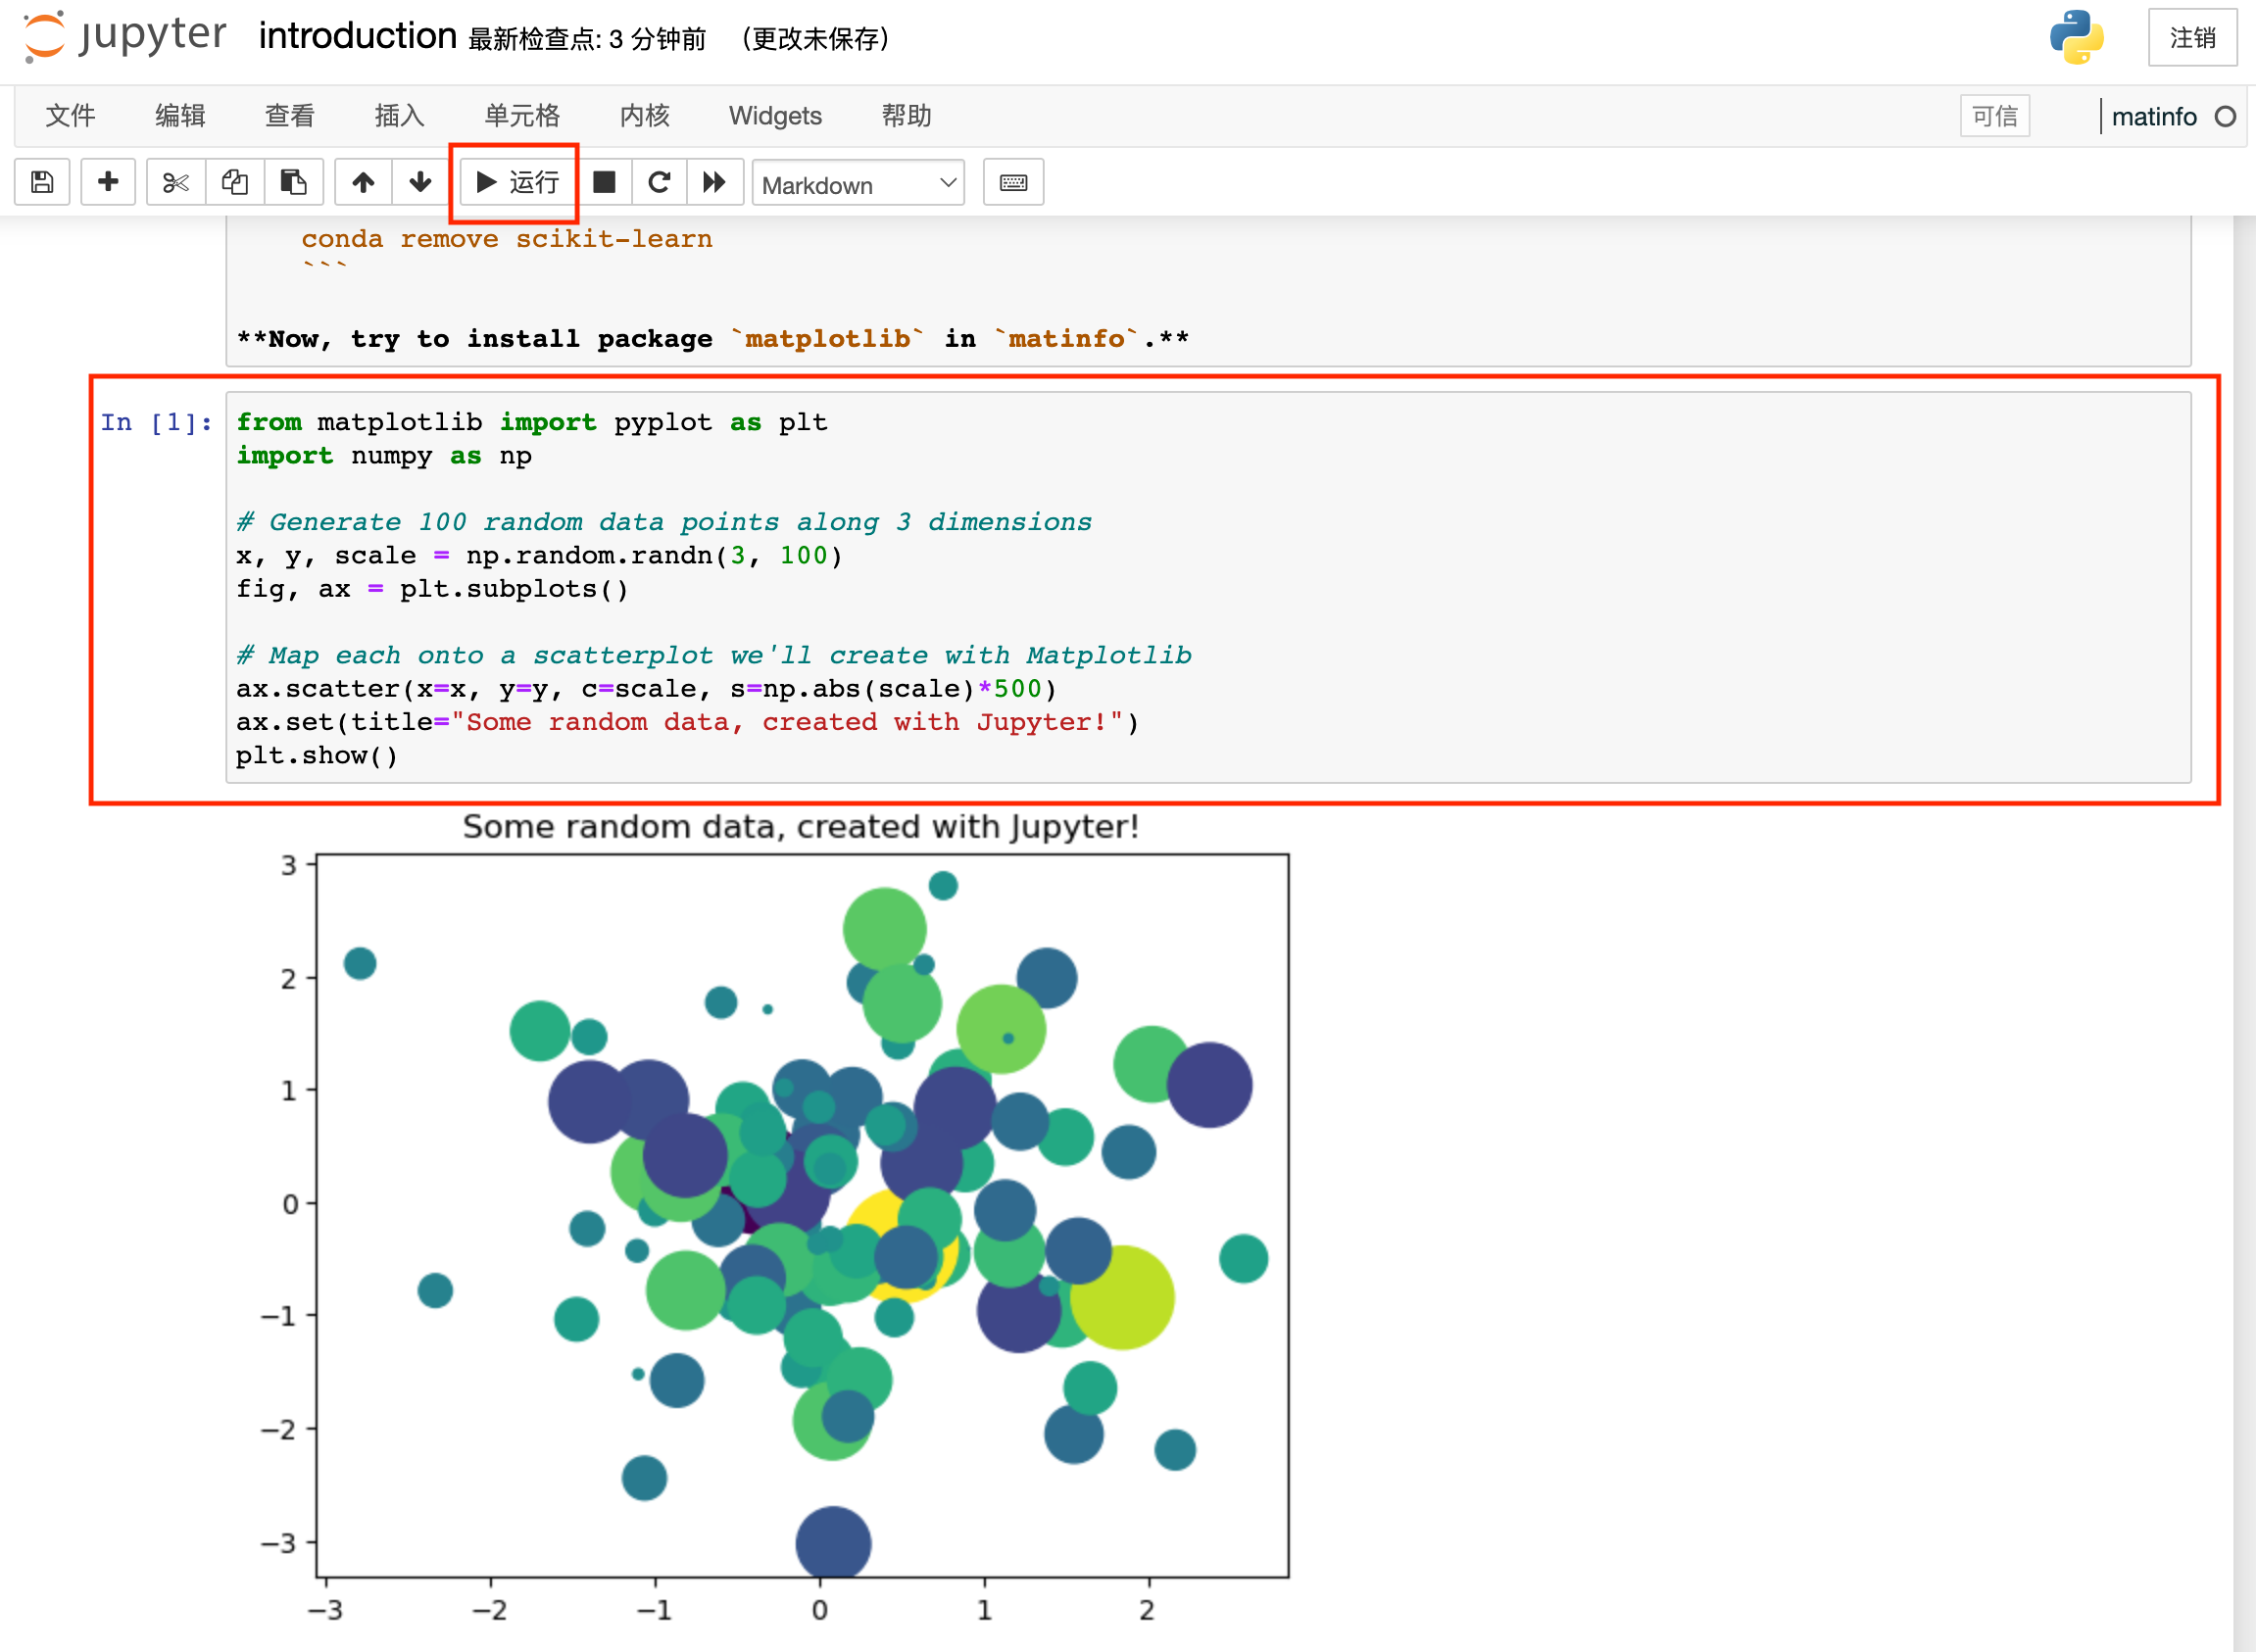 jupyter introduction 最新检查点: 3 分钟前 （更改未保存） 注销
文件 编辑 查看 插入 单元格 内核 Widgets 帮助 可信 matinfo
运行 Markdown
conda remove scikit-learn
```
**Now, try to install package `matplotlib` in `matinfo`.**
In [1]: from matplotlib import pyplot as plt
import numpy as np
# Generate 100 random data points along 3 dimensions
x, y, scale = np.random.randn(3, 100)
fig, ax = plt.subplots()
# Map each onto a scatterplot we'll create with Matplotlib
ax.scatter(x=x, y=y, c=scale, s=np.abs(scale)*500)
ax.set(title="Some random data, created with Jupyter!")
plt.show()
Some random data, created with Jupyter!
3
2
1
0
−1
−2
−3
−3 −2 −1 0 1 2